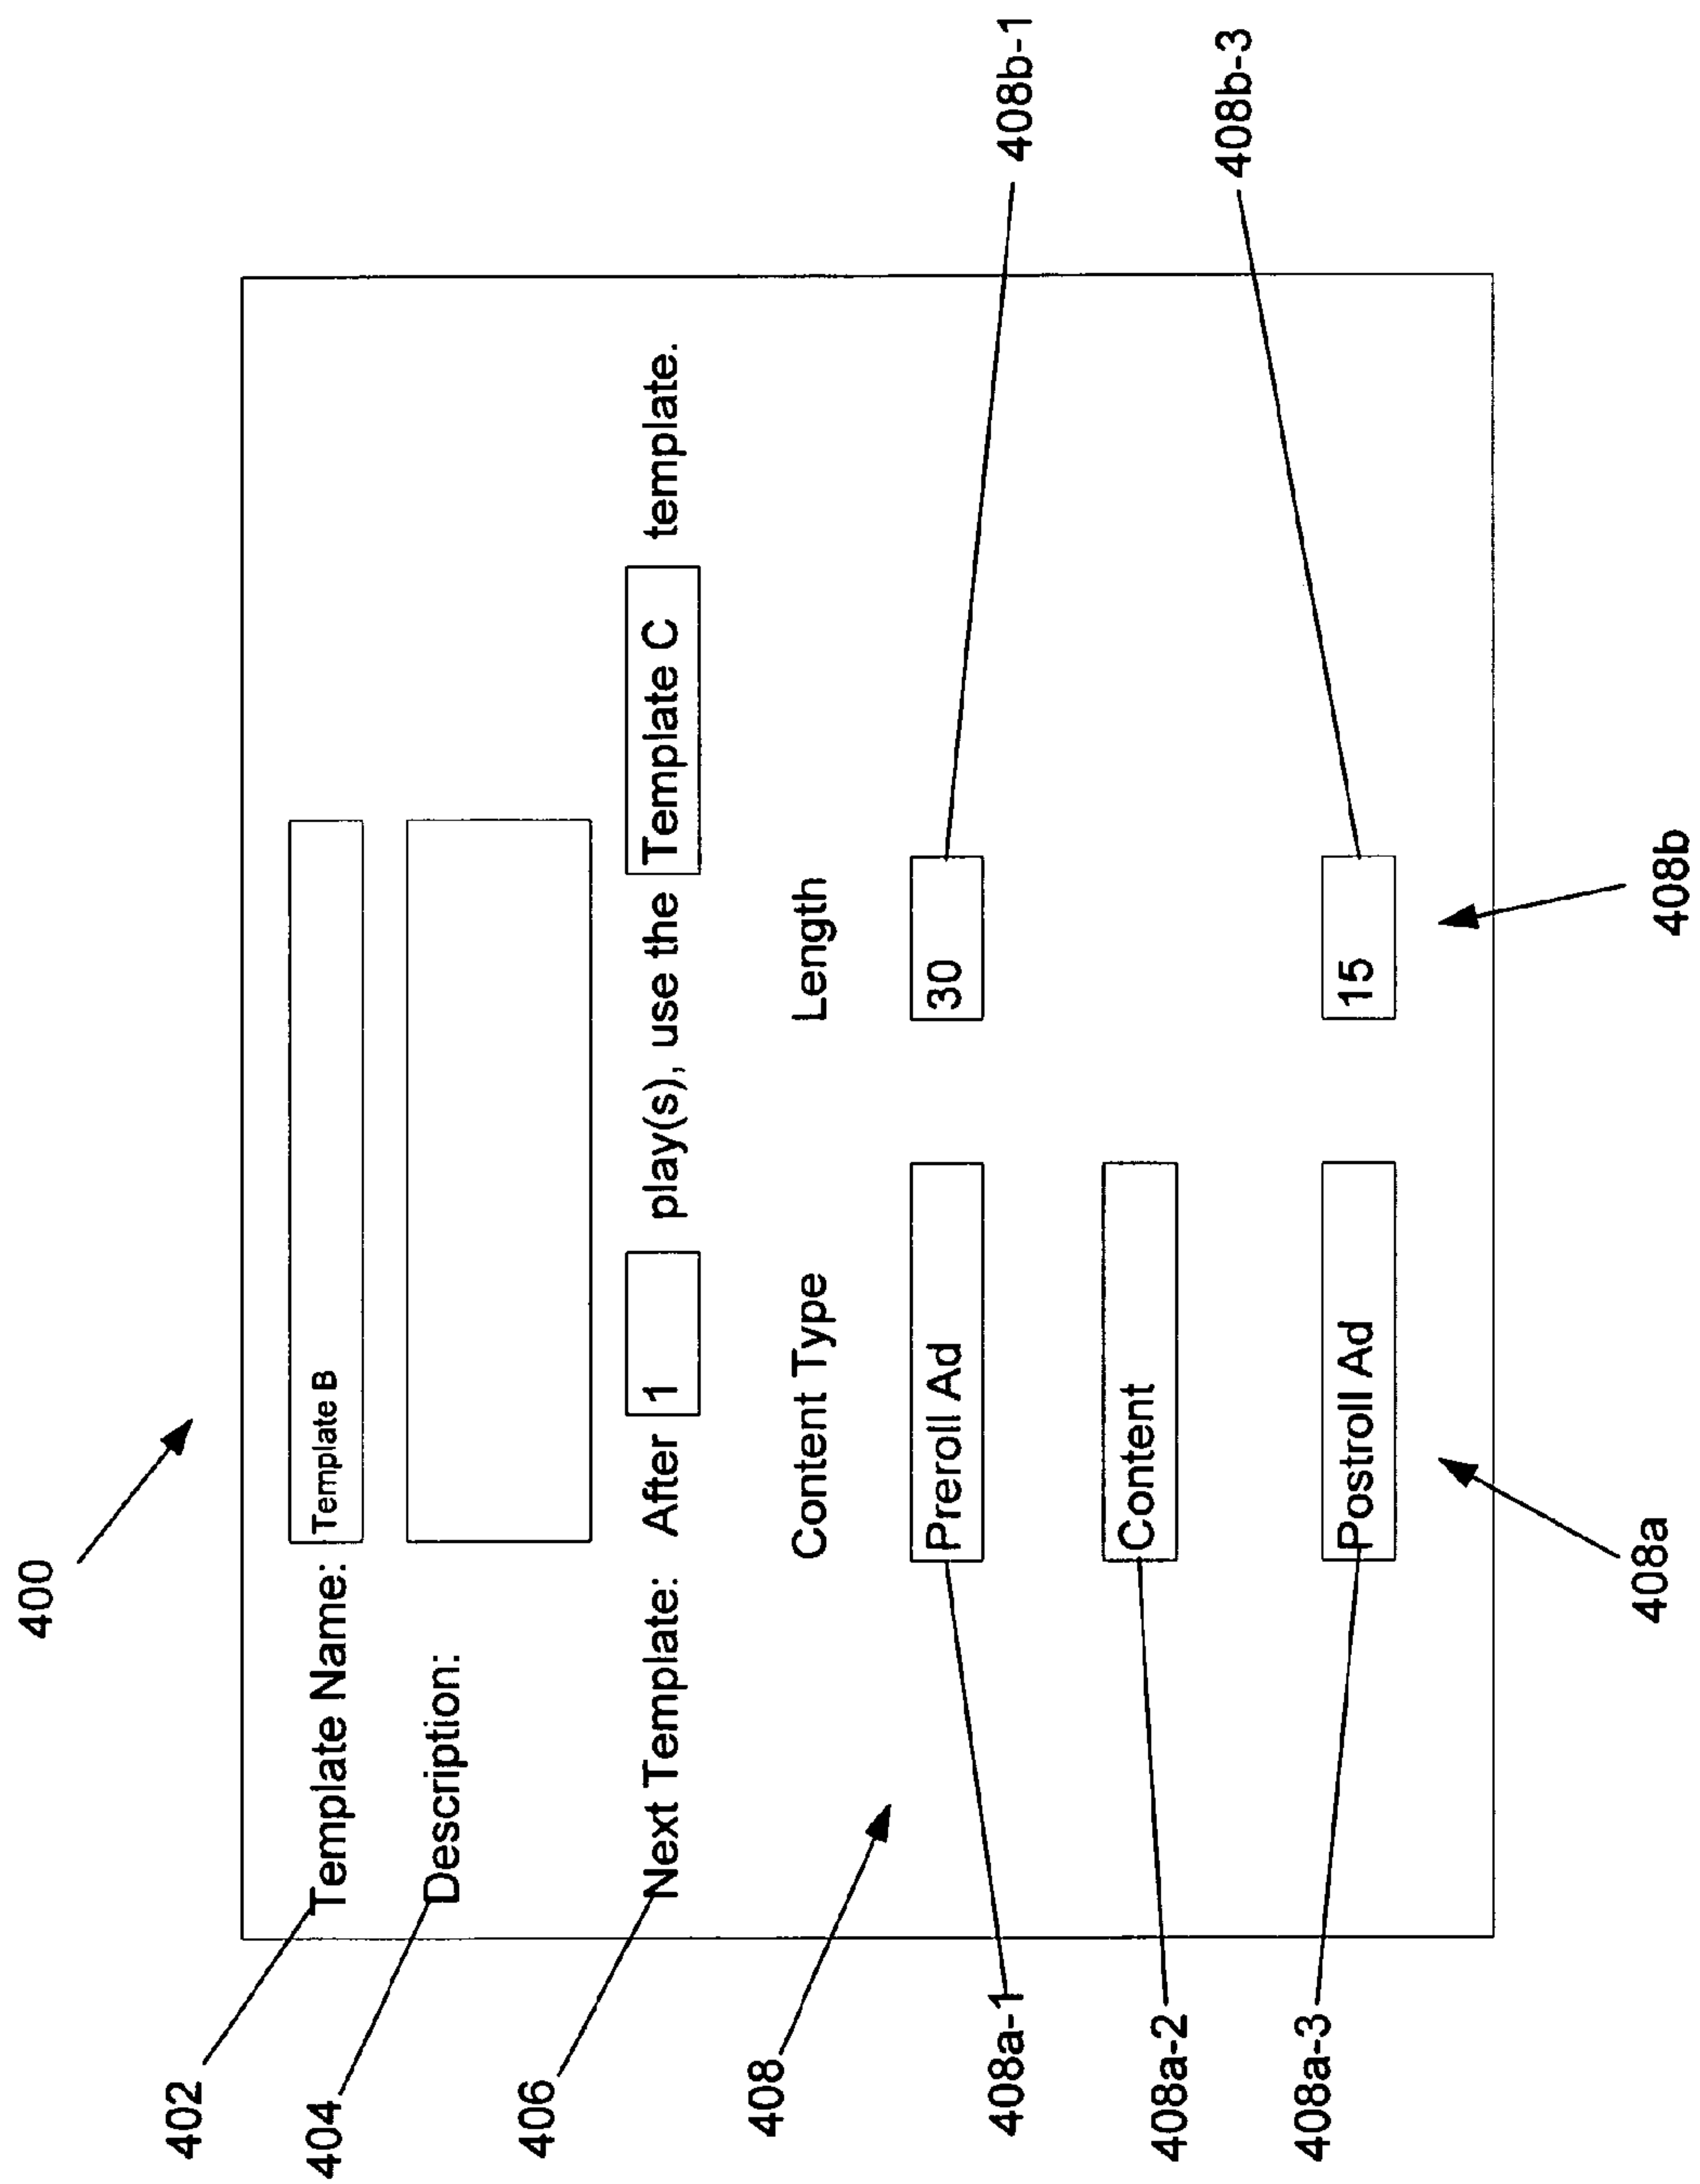 400
402
Template Name: Template B
404
Description:
406
Next Template: After 1 play(s), use the Template C template.
408
Content Type Length
408a-1
Preroll Ad 30
408b-1
408a-2
Content
408a-3
Postroll Ad 15
408b-3
408a
408b